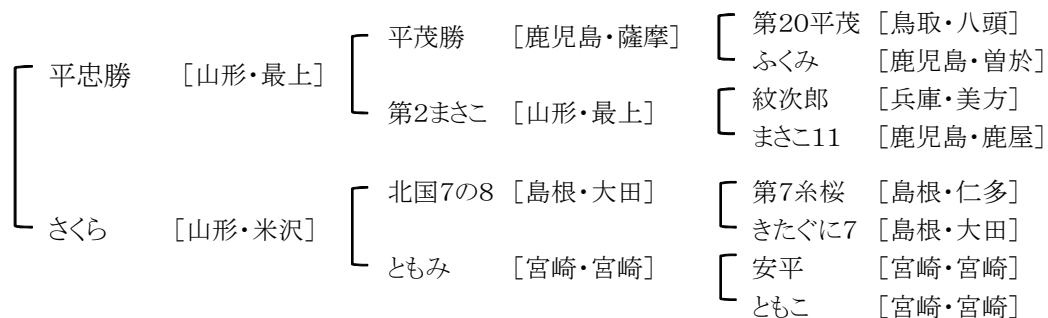 第20平茂 [鳥取・八頭]
平茂勝 [鹿児島・薩摩]
ふくみ [鹿児島・曽於]
平忠勝 [山形・最上]
紋次郎 [兵庫・美方]
第2まさこ [山形・最上]
まさこ11 [鹿児島・鹿屋]
北国7の8 [島根・大田]
第7糸桜 [島根・仁多]
さくら [山形・米沢]
きたぐに7 [島根・大田]
ともみ [宮崎・宮崎]
安平 [宮崎・宮崎]
ともこ [宮崎・宮崎]